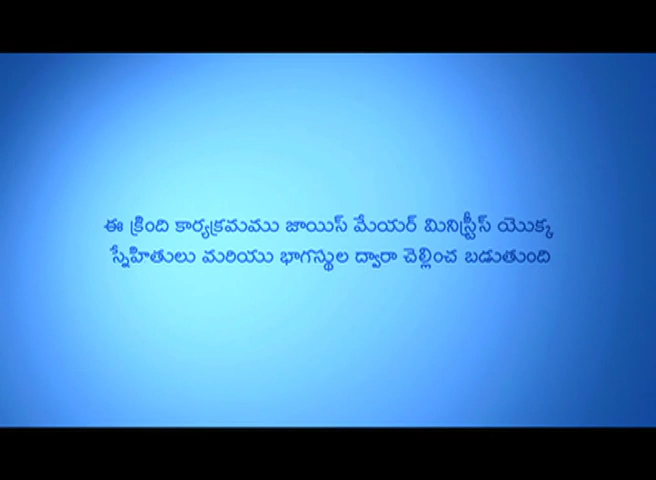 ఈ క్రింది కార్యక్రమము జాయిస్ మేయర్ మినిస్ట్రీస్ యొక్క
స్నేహితులు మరియు భాగస్థుల ద్వారా చెల్లించ బడుతుంది